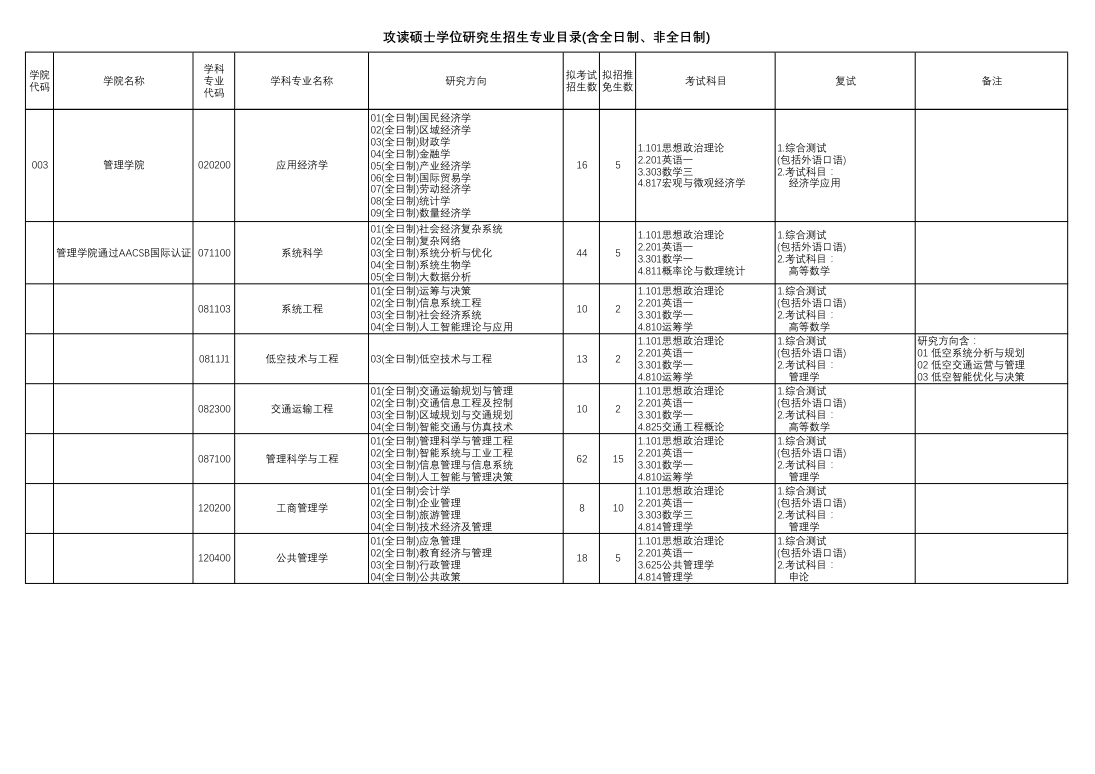 攻读硕士学位研究生招生专业目录(含全日制、非全日制)
学院代码 学院名称 学科专业代码 学科专业名称 研究方向 拟考试招生数 拟招推免生数 考试科目 复试 备注
003 管理学院 020200 应用经济学
01(全日制)国民经济学
02(全日制)区域经济学
03(全日制)财政学
04(全日制)金融学
05(全日制)产业经济学
06(全日制)国际贸易学
07(全日制)劳动经济学
08(全日制)统计学
09(全日制)数量经济学
16 5
1.101思想政治理论
2.201英语一
3.303数学三
4.817宏观与微观经济学
1.综合测试
(包括外语口语)
2.考试科目：
经济学应用
管理学院通过AACSB国际认证 071100 系统科学
01(全日制)社会经济复杂系统
02(全日制)复杂网络
03(全日制)系统分析与优化
04(全日制)系统生物学
05(全日制)大数据分析
44 5
1.101思想政治理论
2.201英语一
3.301数学一
4.811概率论与数理统计
1.综合测试
(包括外语口语)
2.考试科目：
高等数学
081103 系统工程
01(全日制)运筹与决策
02(全日制)信息系统工程
03(全日制)社会经济系统
04(全日制)人工智能理论与应用
10 2
1.101思想政治理论
2.201英语一
3.301数学一
4.810运筹学
1.综合测试
(包括外语口语)
2.考试科目：
高等数学
0811J1 低空技术与工程
03(全日制)低空技术与工程
13 2
1.101思想政治理论
2.201英语一
3.301数学一
4.810运筹学
1.综合测试
(包括外语口语)
2.考试科目：
管理学
研究方向含：
01 低空系统分析与规划
02 低空交通运营与管理
03 低空智能优化与决策
082300 交通运输工程
01(全日制)交通运输规划与管理
02(全日制)交通信息工程及控制
03(全日制)区域规划与交通规划
04(全日制)智能交通与仿真技术
10 2
1.101思想政治理论
2.201英语一
3.301数学一
4.825交通工程概论
1.综合测试
(包括外语口语)
2.考试科目：
高等数学
087100 管理科学与工程
01(全日制)管理科学与管理工程
02(全日制)智能系统与工业工程
03(全日制)信息管理与信息系统
04(全日制)人工智能与管理决策
62 15
1.101思想政治理论
2.201英语一
3.301数学一
4.810运筹学
1.综合测试
(包括外语口语)
2.考试科目：
管理学
120200 工商管理学
01(全日制)会计学
02(全日制)企业管理
03(全日制)旅游管理
04(全日制)技术经济及管理
8 10
1.101思想政治理论
2.201英语一
3.303数学三
4.814管理学
1.综合测试
(包括外语口语)
2.考试科目：
管理学
120400 公共管理学
01(全日制)应急管理
02(全日制)教育经济与管理
03(全日制)行政管理
04(全日制)公共政策
18 5
1.101思想政治理论
2.201英语一
3.625公共管理学
4.814管理学
1.综合测试
(包括外语口语)
2.考试科目：
申论